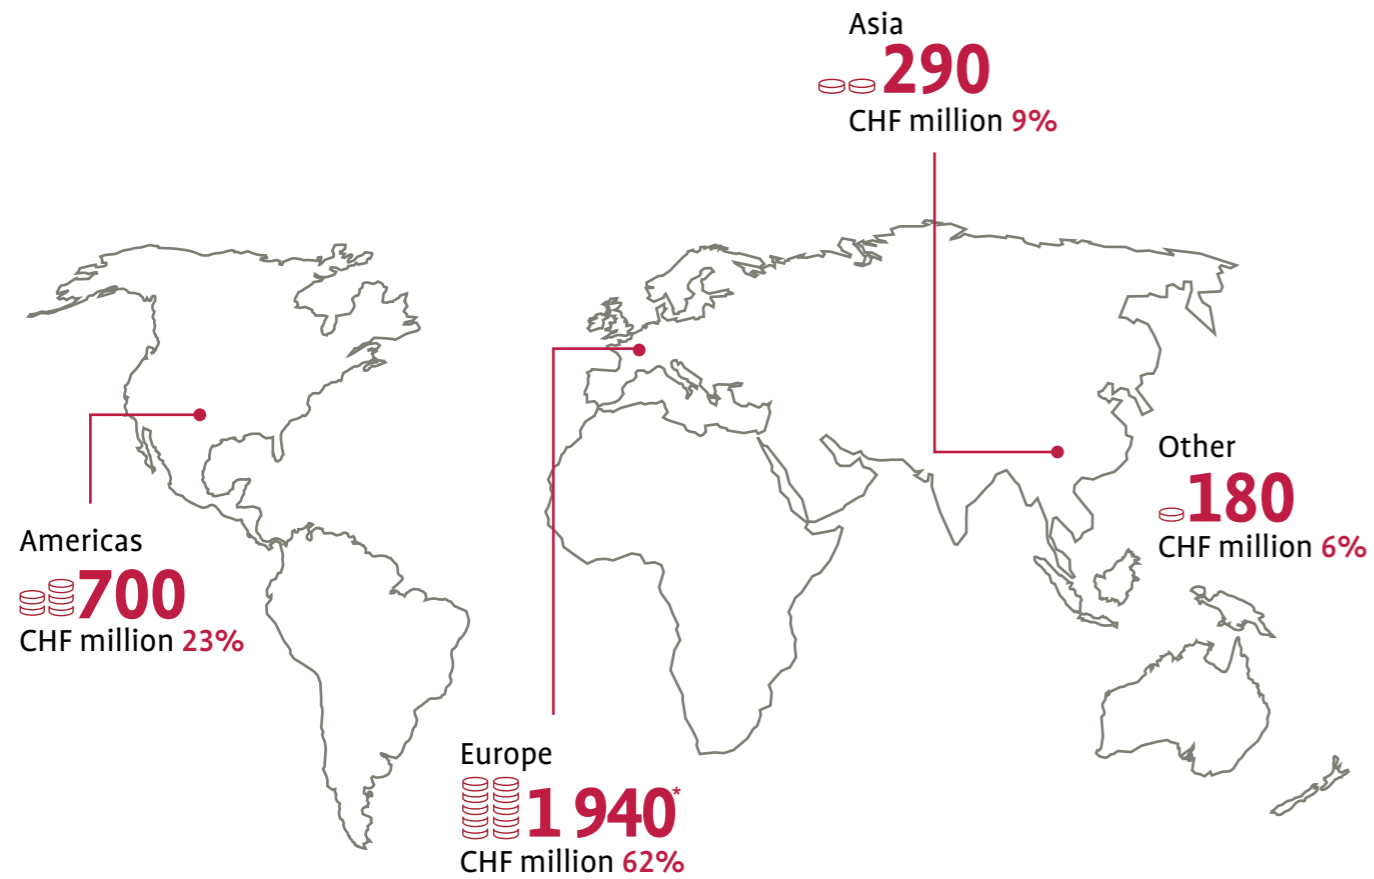 Asia
290
CHF million 9%
Other
180
CHF million 6%
Americas
700
CHF million 23%
Europe
1 940*
CHF million 62%